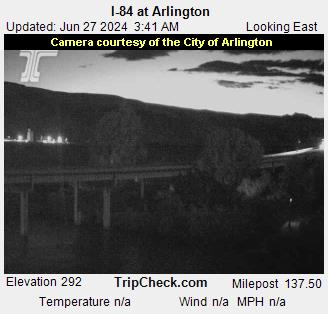 I-84 at Arlington
Updated: Jun 27 2024 3:41 AM Looking East
Camera courtesy of the City of Arlington
Elevation 292 TripCheck.com Milepost 137.50
Temperature n/a Wind n/a MPH n/a